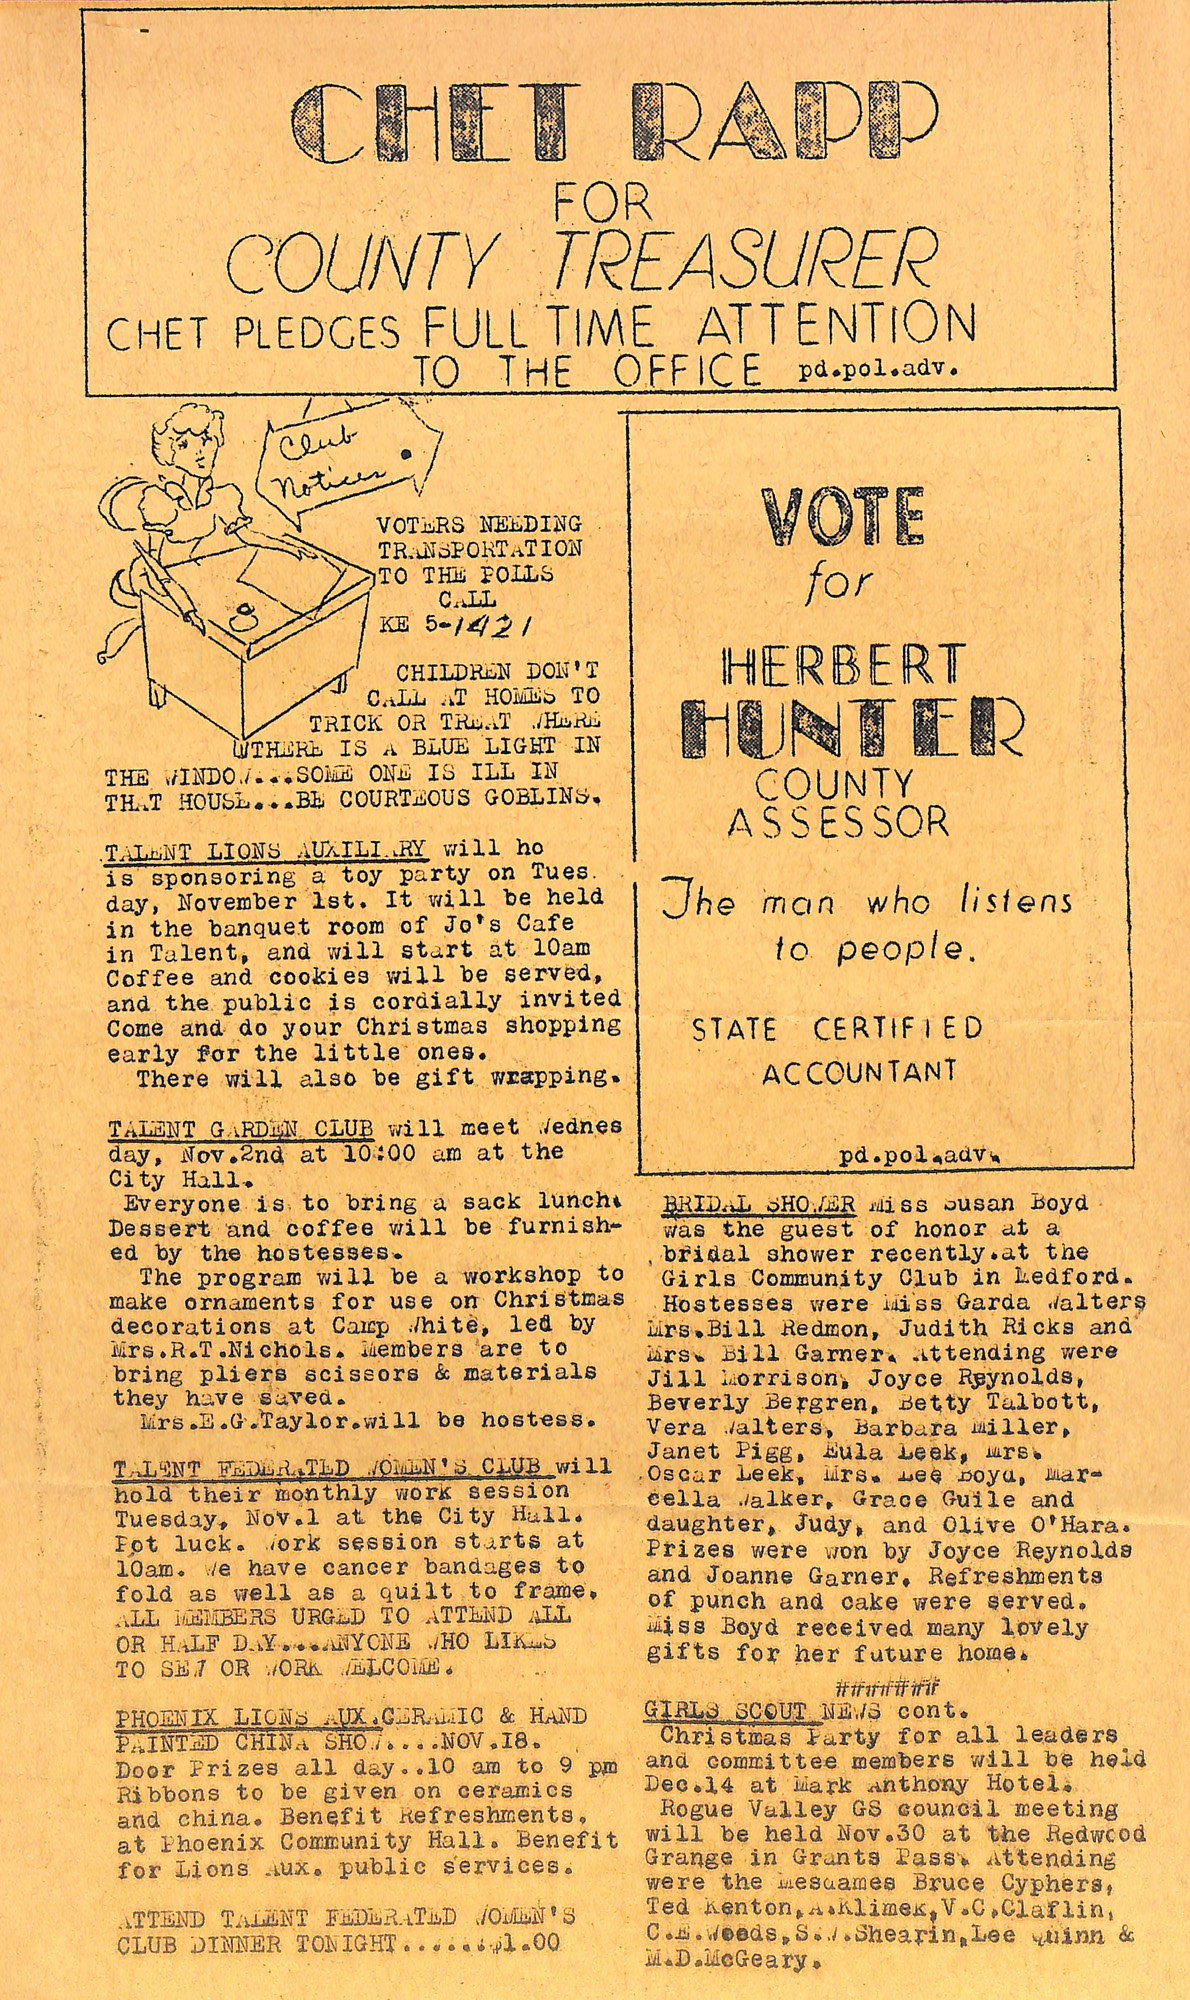 CHET RAPP
FOR
COUNTY TREASURER
CHET PLEDGES FULL TIME ATTENTION
TO THE OFFICE pd.pol.adv.
Club
Notices
VOTERS NEEDING
TRANSPORTATION
TO THE POLLS
CALL
KE 5-1421
CHILDREN DON'T
CALL AT HOMES TO
TRICK OR TREAT WHERE
WTHERE IS A BLUE LIGHT IN
THE WINDOW...SOME ONE IS ILL IN
THAT HOUSE...BE COURTEOUS GOBLINS.
TALENT LIONS AUXILIARY will ho
is sponsoring a toy party on Tues.
day, November 1st. It will be held
in the banquet room of Jo's Cafe
in Talent, and will start at 10am
Coffee and cookies will be served,
and the public is cordially invited
Come and do your Christmas shopping
early for the little ones.
There will also be gift wrapping.
TALENT GARDEN CLUB will meet Wednes
day, Nov.2nd at 10:00 am at the
City Hall.
Everyone is to bring a sack lunch.
Dessert and coffee will be furnish-
ed by the hostesses.
The program will be a workshop to
make ornaments for use on Christmas
decorations at Camp White, led by
Mrs.R.T.Nichols. Members are to
bring pliers scissors & materials
they have saved.
Mrs.E.G.Taylor.will be hostess.
TALENT FEDERATED WOMEN'S CLUB will
hold their monthly work session
Tuesday, Nov.1 at the City Hall.
Pot luck. Work session starts at
10am. We have cancer bandages to
fold as well as a quilt to frame.
ALL MEMBERS URGED TO ATTEND ALL
OR HALF DAY...ANYONE WHO LIKES
TO SEW OR WORK WELCOME.
PHOENIX LIONS AUX.CERAMIC & HAND
PAINTED CHINA SHOW....NOV.18.
Door Prizes all day..10 am to 9 pm
Ribbons to be given on ceramics
and china. Benefit Refreshments.
at Phoenix Community Hall. Benefit
for Lions Aux. public services.
ATTEND TALENT FEDERATED WOMEN'S
CLUB DINNER TONIGHT......$1.00
VOTE
for
HERBERT
HUNTER
COUNTY
ASSESSOR
The man who listens
to people.
STATE CERTIFIED
ACCOUNTANT
pd.pol.adv.
BRIDAL SHOWER Miss Susan Boyd
was the guest of honor at a
bridal shower recently.at the
Girls Community Club in Medford.
Hostesses were Miss Garda Walters
Mrs.Bill Redmon, Judith Ricks and
Mrs. Bill Garner. Attending were
Jill Morrison, Joyce Reynolds,
Beverly Bergren, Betty Talbott,
Vera Walters, Barbara Miller,
Janet Pigg, Eula Leek, Mrs.
Oscar Leek, Mrs. Lee Boyd, Mar-
cella Walker, Grace Guile and
daughter, Judy, and Olive O'Hara.
Prizes were won by Joyce Reynolds
and Joanne Garner. Refreshments
of punch and cake were served.
Miss Boyd received many lovely
gifts for her future home.
#######
GIRLS SCOUT NEWS cont.
Christmas Party for all leaders
and committee members will be held
Dec.14 at Mark Anthony Hotel.
Rogue Valley GS council meeting
will be held Nov.30 at the Redwood
Grange in Grants Pass. Attending
were the Mesdames Bruce Cyphers,
Ted Kenton,A.Klimek,V.C.Claflin,
C.E.Woods,S.W.Shearin,Lee Quinn &
M.D.McGeary.